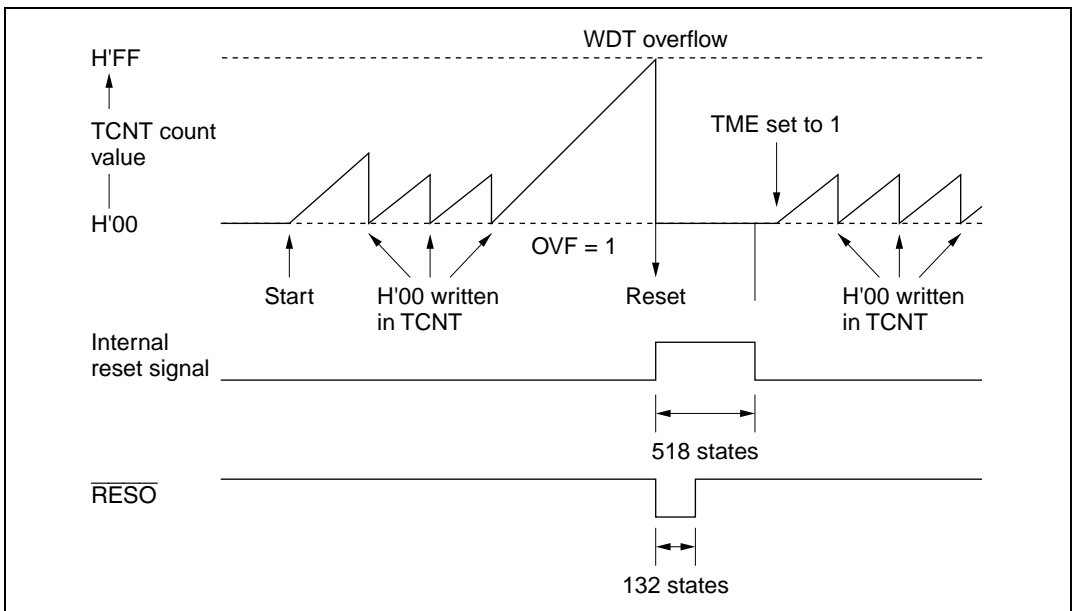 WDT overflow
H'FF
TCNT count
value
TME set to 1
H'00
OVF = 1
Start
H'00 written
in TCNT
Reset
H'00 written
in TCNT
Internal
reset signal
518 states
RESO
132 states